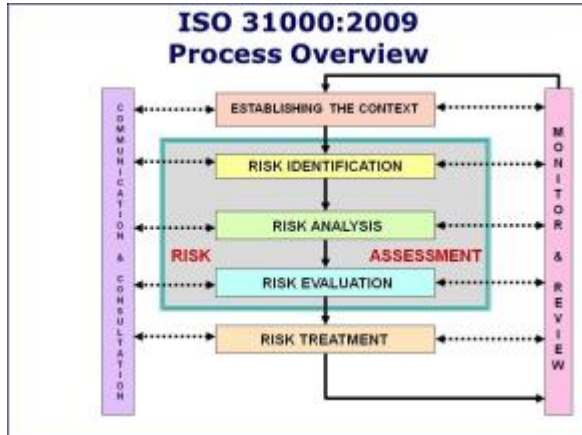 ISO 31000:2009
Process Overview
COMMUNICATION & CONSULTATION
ESTABLISHING THE CONTEXT
RISK IDENTIFICATION
RISK ANALYSIS
RISK ASSESSMENT
RISK EVALUATION
RISK TREATMENT
MONITOR & REVIEW